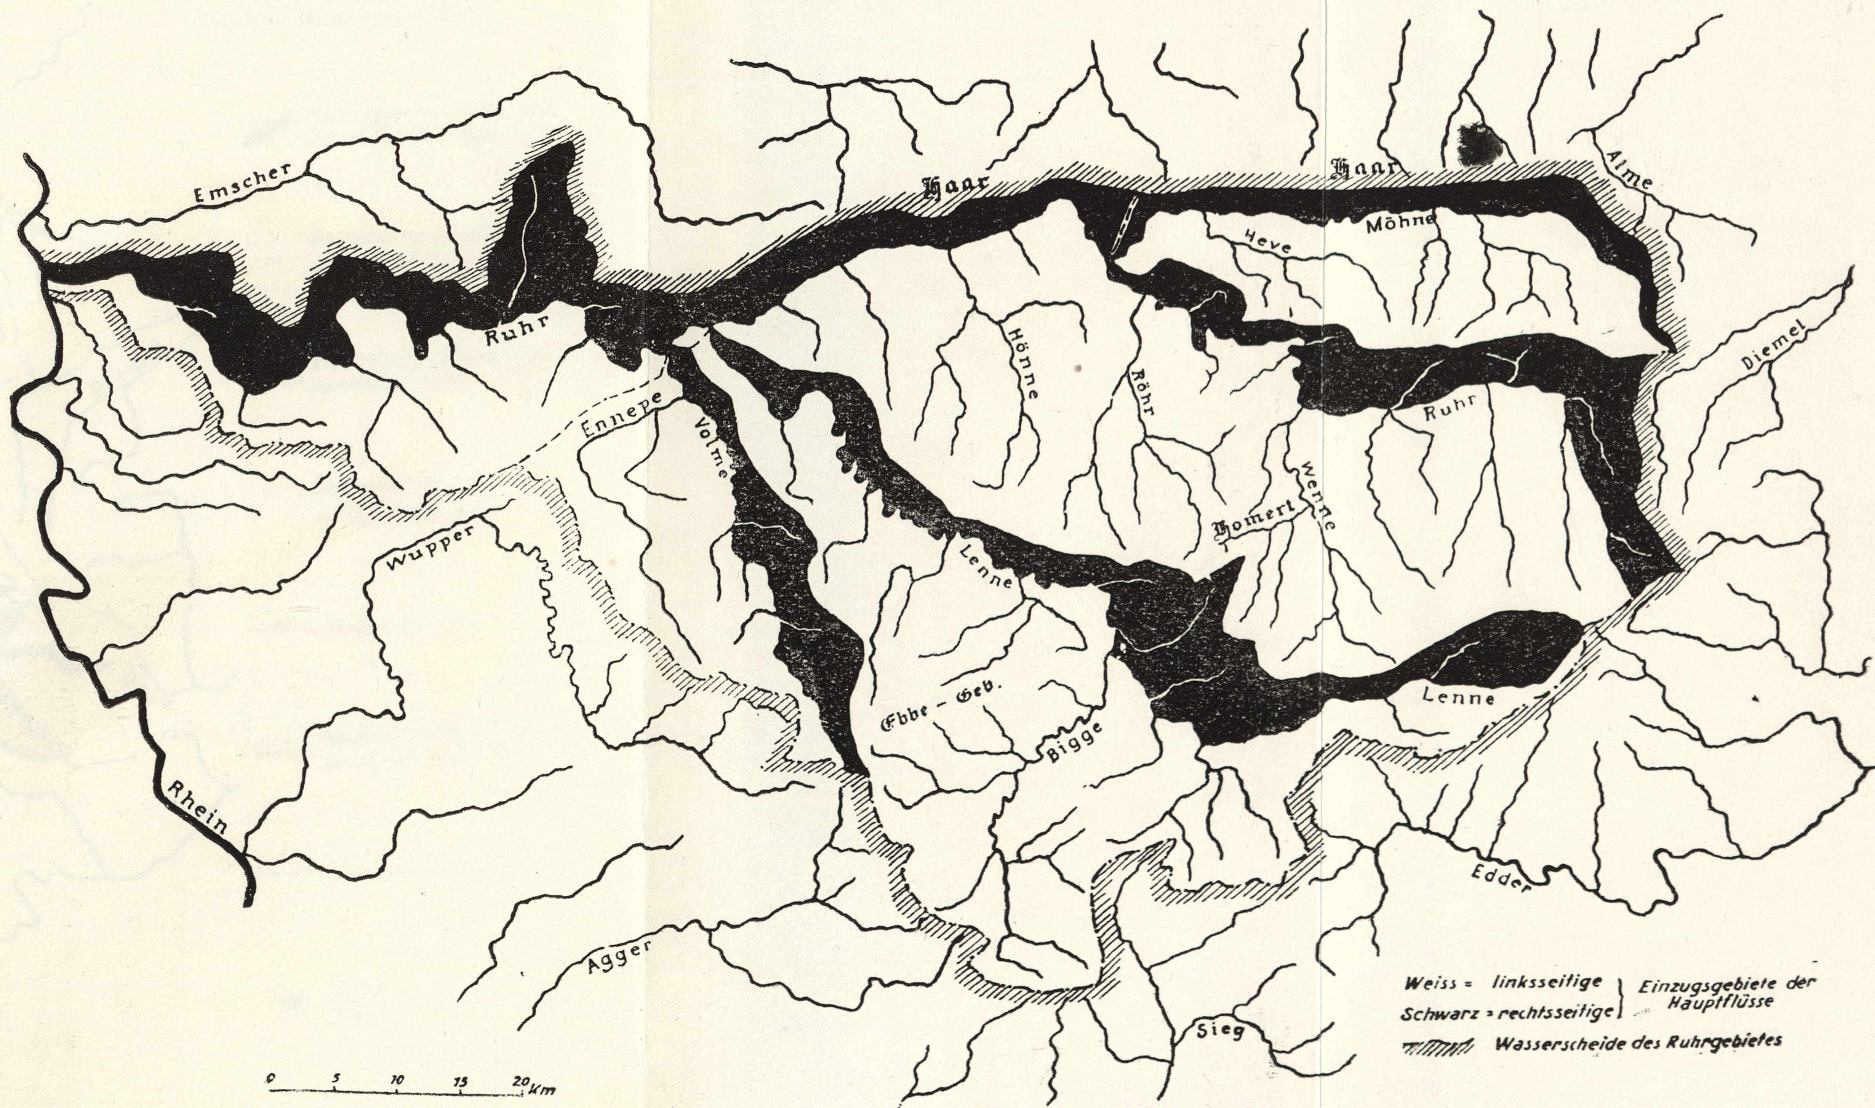 Haar
Haar
Alme
Emscher
Möhne
Heve
Ruhr
Hönne
Diemel
Röhr
Ruhr
Ennepe
Volme
Wenne
Homert
Wupper
Lenne
Ebbe - Geb.
Lenne
Bigge
Rhein
Edder
Agger
Sieg
Weiss = linksseitige } Einzugsgebiete der
Schwarz = rechtsseitige } Hauptflüsse
Wasserscheide des Ruhrgebietes
0 5 10 15 20 Km